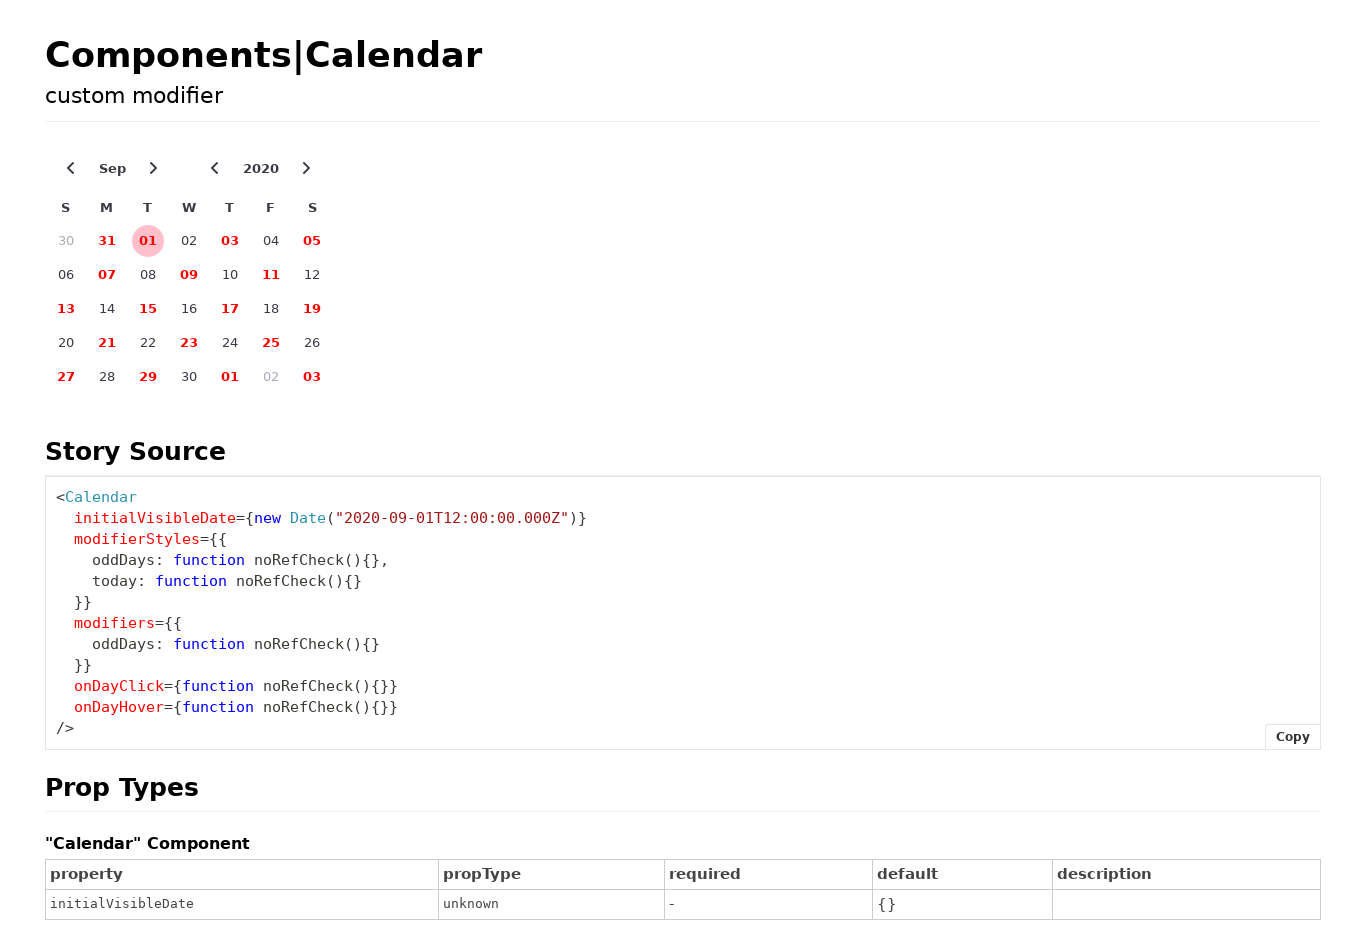 Components|Calendar
custom modifier
Sep 2020
S M T W T F S
30 31 01 02 03 04 05
06 07 08 09 10 11 12
13 14 15 16 17 18 19
20 21 22 23 24 25 26
27 28 29 30 01 02 03
Story Source
<Calendar
  initialVisibleDate={new Date("2020-09-01T12:00:00.000Z")}
  modifierStyles={{
    oddDays: function noRefCheck(){},
    today: function noRefCheck(){}
  }}
  modifiers={{
    oddDays: function noRefCheck(){}
  }}
  onDayClick={function noRefCheck(){}}
  onDayHover={function noRefCheck(){}}
/>
Copy
Prop Types
"Calendar" Component
property propType required default description
initialVisibleDate unknown - {}